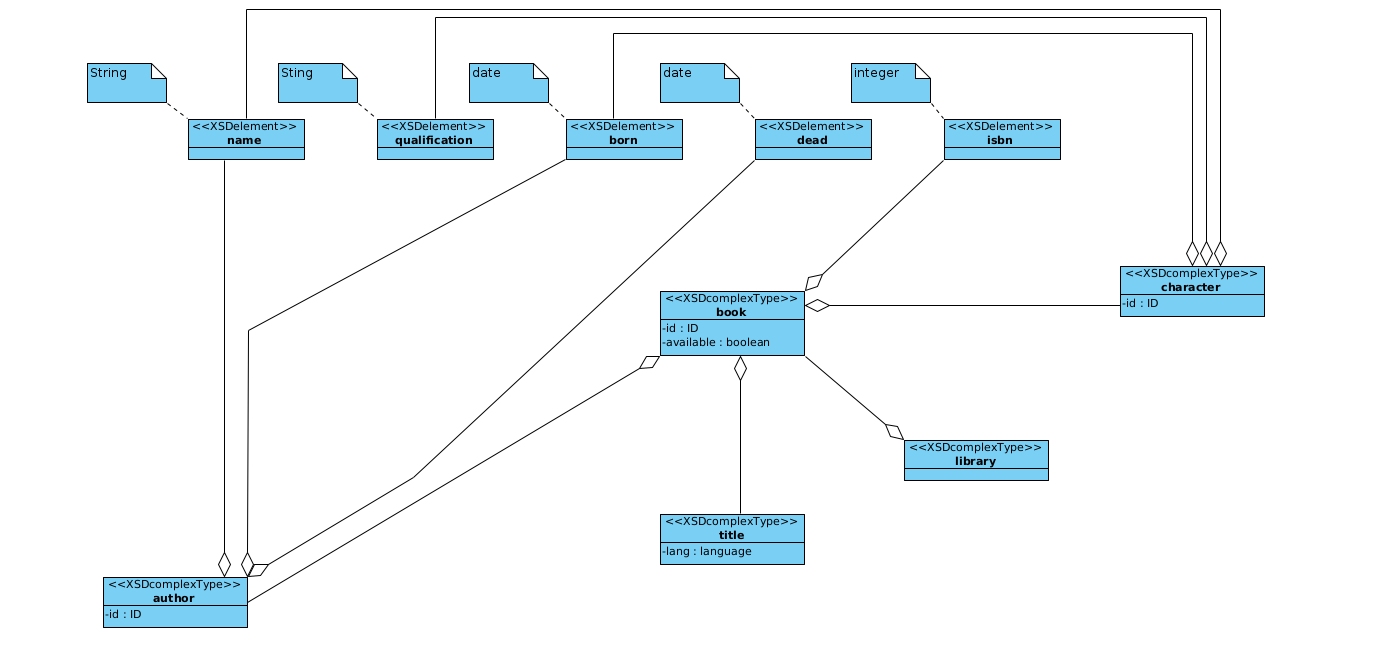 String
Sting
date
date
integer
<<XSDelement>>
name
<<XSDelement>>
qualification
<<XSDelement>>
born
<<XSDelement>>
dead
<<XSDelement>>
isbn
<<XSDcomplexType>>
character
-id : ID
<<XSDcomplexType>>
book
-id : ID
-available : boolean
<<XSDcomplexType>>
library
<<XSDcomplexType>>
title
-lang : language
<<XSDcomplexType>>
author
-id : ID